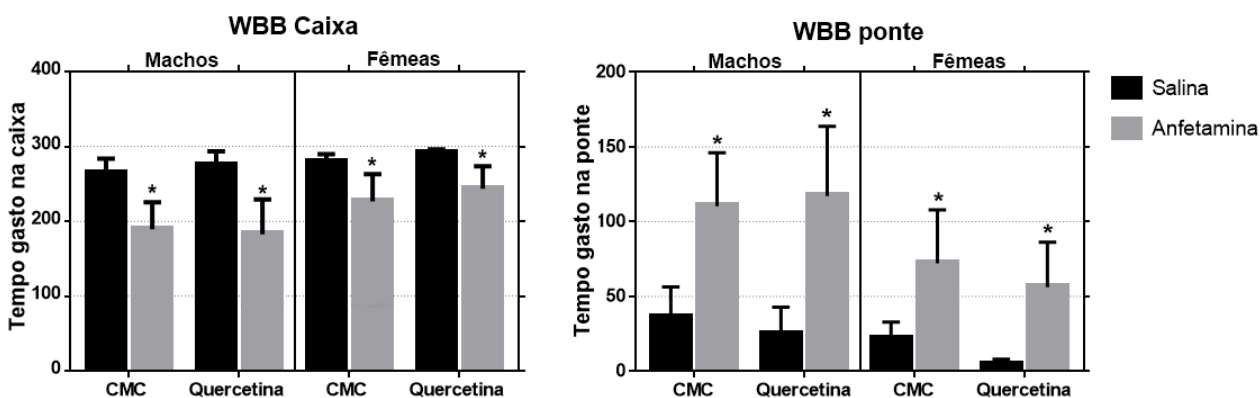 WBB Caixa
Machos
Fêmeas
Tempo gasto na caixa
400
300
200
100
0
*
*
*
*
CMC
Quercetina
CMC
Quercetina
WBB ponte
Machos
Fêmeas
Tempo gasto na ponte
200
150
100
50
0
*
*
*
*
CMC
Quercetina
CMC
Quercetina
Salina
Anfetamina